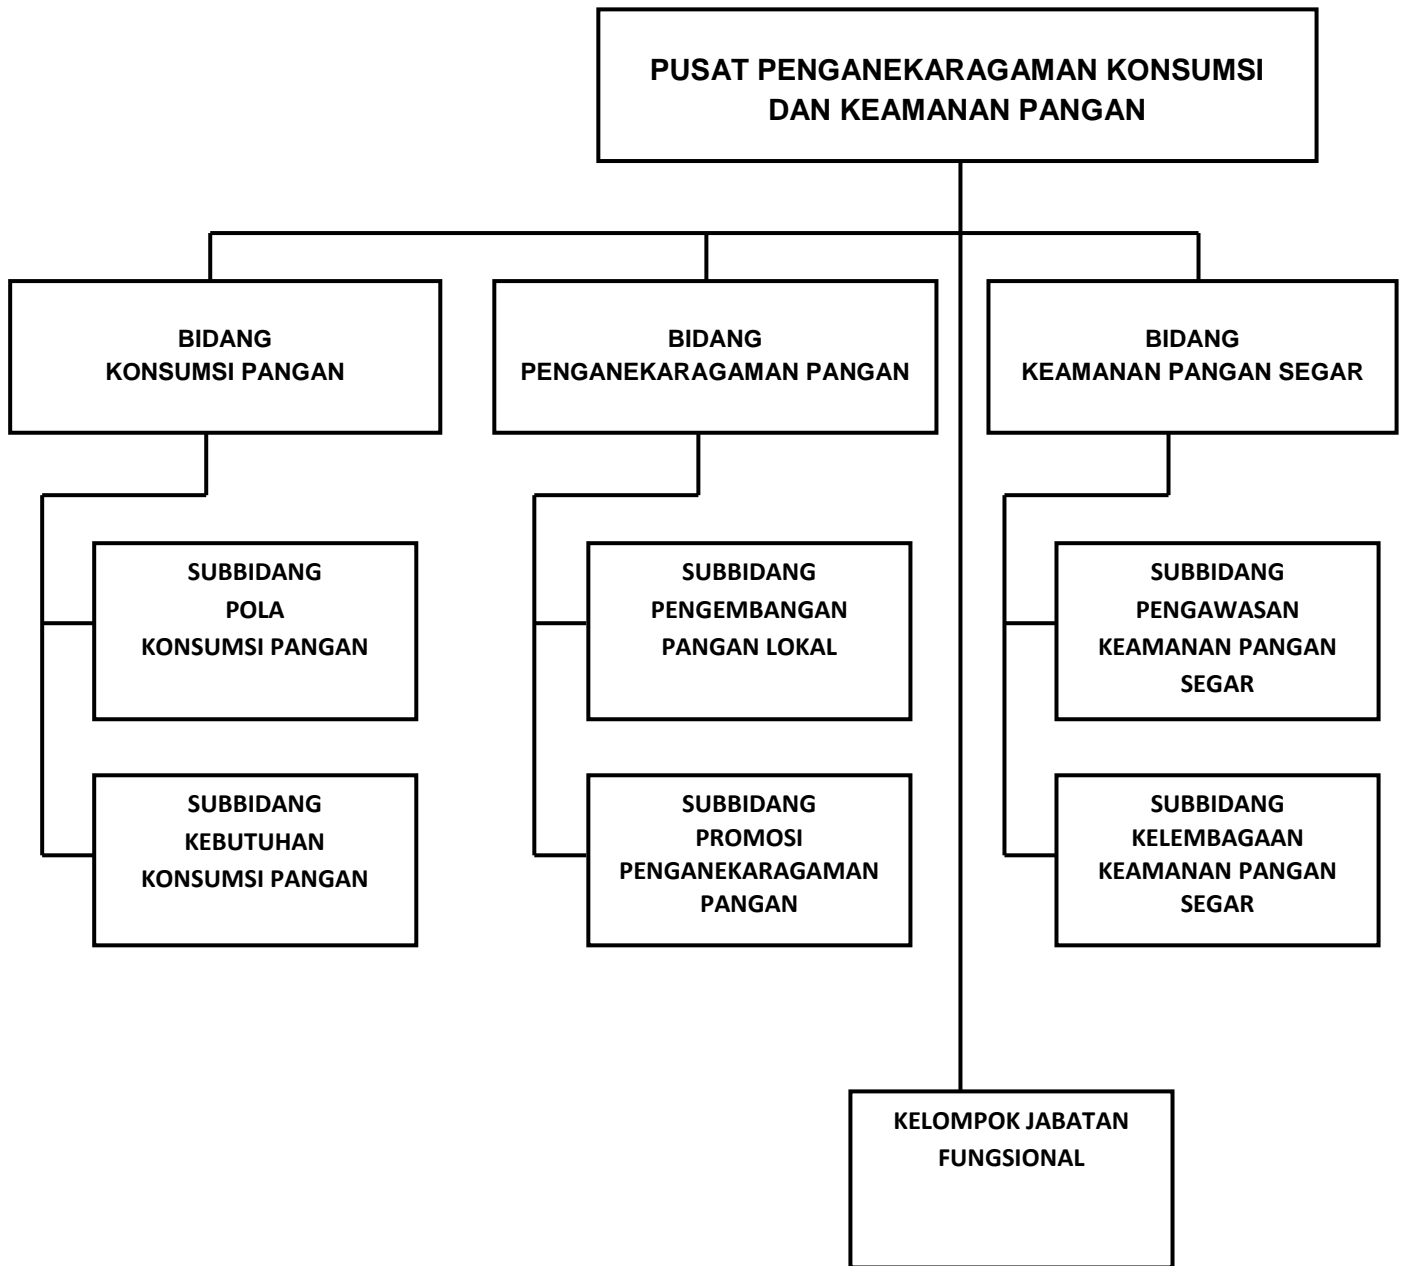 PUSAT PENGANEKARAGAMAN KONSUMSI
DAN KEAMANAN PANGAN
BIDANG
KONSUMSI PANGAN
BIDANG
PENGANEKARAGAMAN PANGAN
BIDANG
KEAMANAN PANGAN SEGAR
SUBBIDANG
POLA
KONSUMSI PANGAN
SUBBIDANG
PENGEMBANGAN
PANGAN LOKAL
SUBBIDANG
PENGAWASAN
KEAMANAN PANGAN
SEGAR
SUBBIDANG
KEBUTUHAN
KONSUMSI PANGAN
SUBBIDANG
PROMOSI
PENGANEKARAGAMAN
PANGAN
SUBBIDANG
KELEMBAGAAN
KEAMANAN PANGAN
SEGAR
KELOMPOK JABATAN
FUNGSIONAL